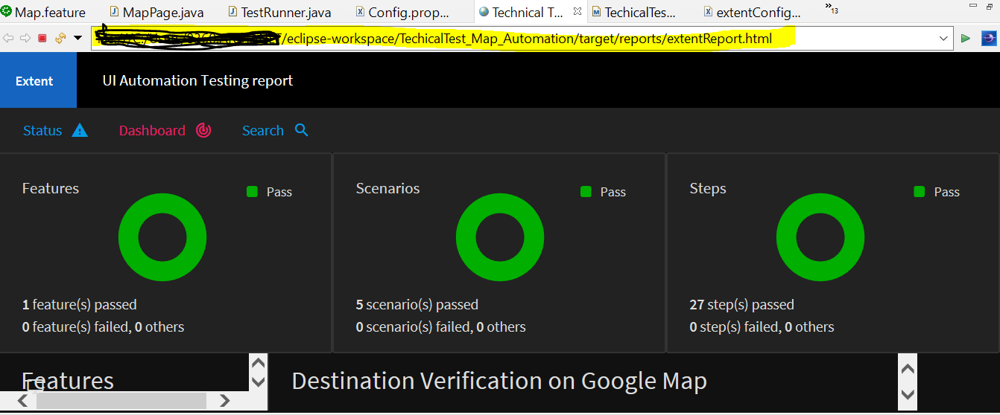 Map.feature MapPage.java TestRunner.java Config.prop... Technical T... TechicalTes... extentConfig... »13
/eclipse-workspace/TechicalTest_Map_Automation/target/reports/extentReport.html
Extent UI Automation Testing report
Status Dashboard Search
Features Pass Scenarios Pass Steps Pass
1 feature(s) passed 5 scenario(s) passed 27 step(s) passed
0 feature(s) failed, 0 others 0 scenario(s) failed, 0 others 0 step(s) failed, 0 others
Features Destination Verification on Google Map